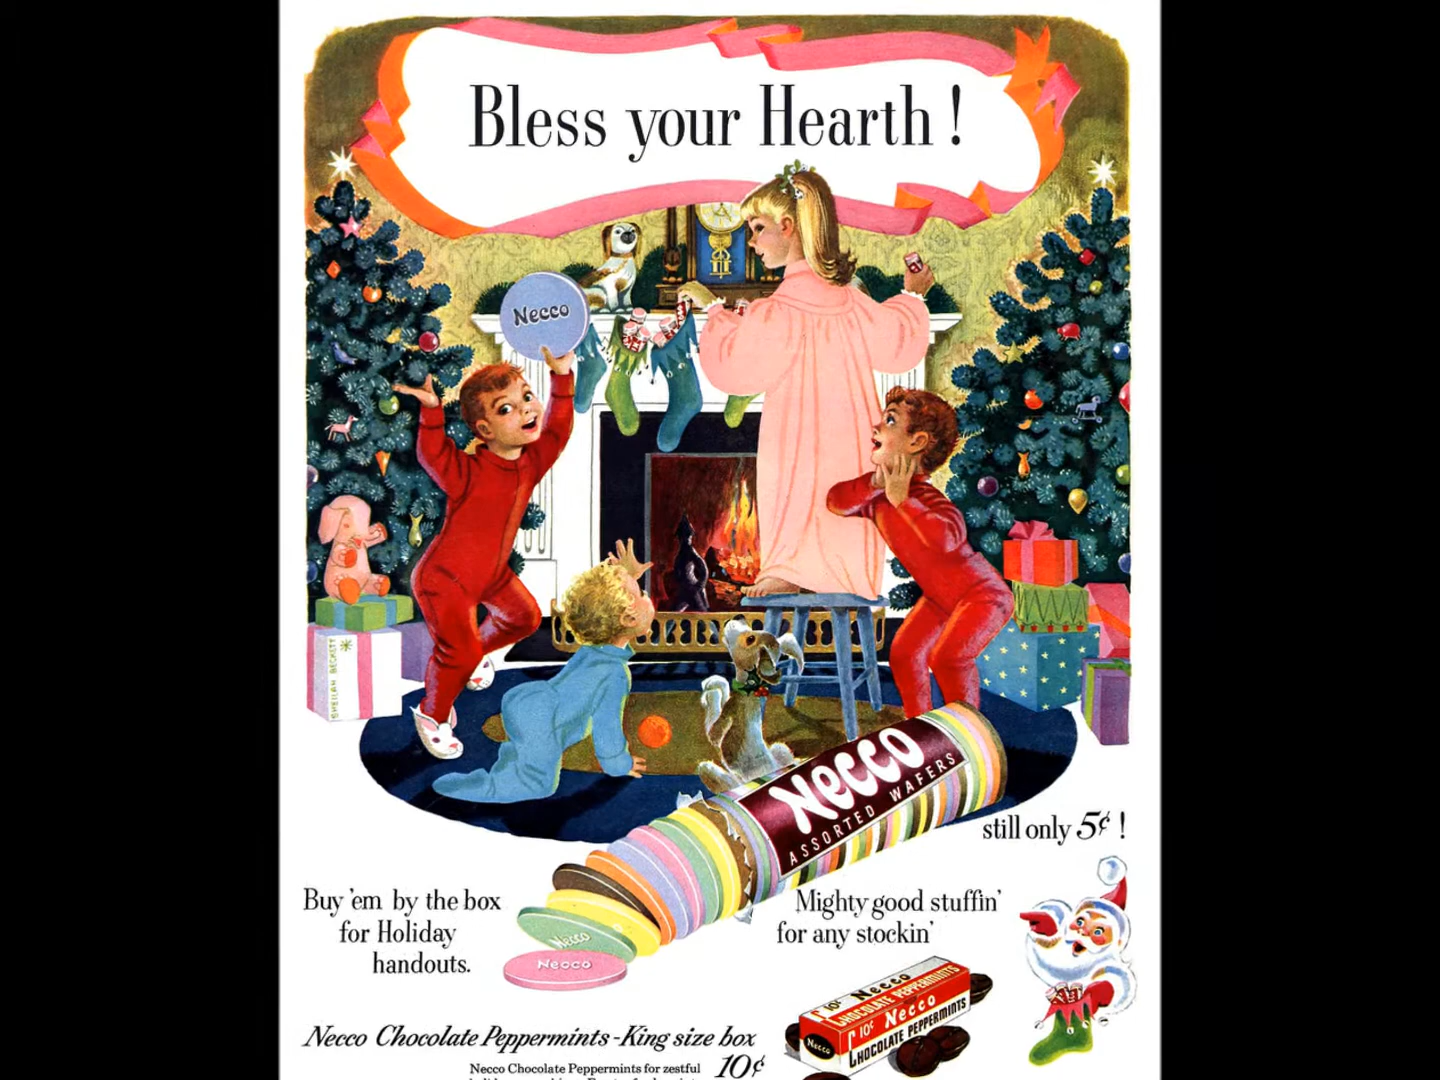 Bless your Hearth!
Necco
SHEILAH BECKETT
Necco
ASSORTED WAFERS
still only 5¢!
Buy 'em by the box
for Holiday
handouts.
Necco
Necco
Mighty good stuffin'
for any stockin'
10¢ Necco
CHOCOLATE PEPPERMINTS
10¢ Necco
CHOCOLATE PEPPERMINTS
Necco
Necco Chocolate Peppermints-King size box
10¢
Necco Chocolate Peppermints for zestful